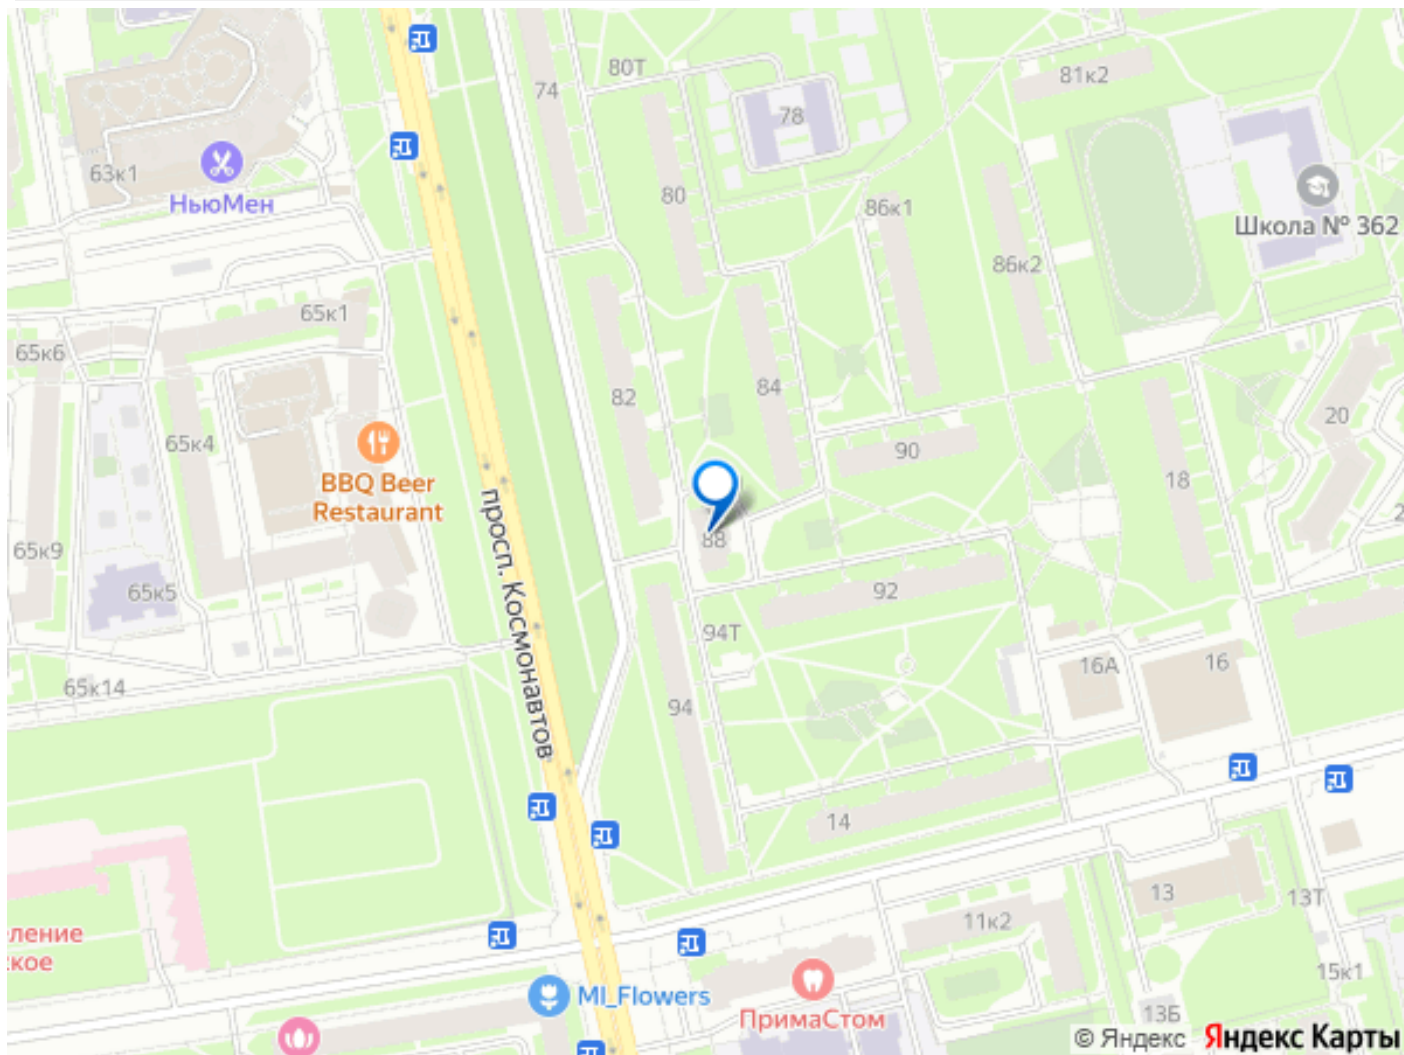 74
80Т
81к2
78
63к1
НьюМен
80
86к1
Школа № 362
86к2
65к1
65к6
82
84
20
65к4
90
BBQ Beer
Restaurant
18
просп. Космонавтов
88
65к9
65к5
92
94Т
16А
16
65к14
94
14
13
13Т
11к2
ление
кое
15к1
MI_Flowers
ПримаСтом
13Б
© Яндекс Яндекс Карты